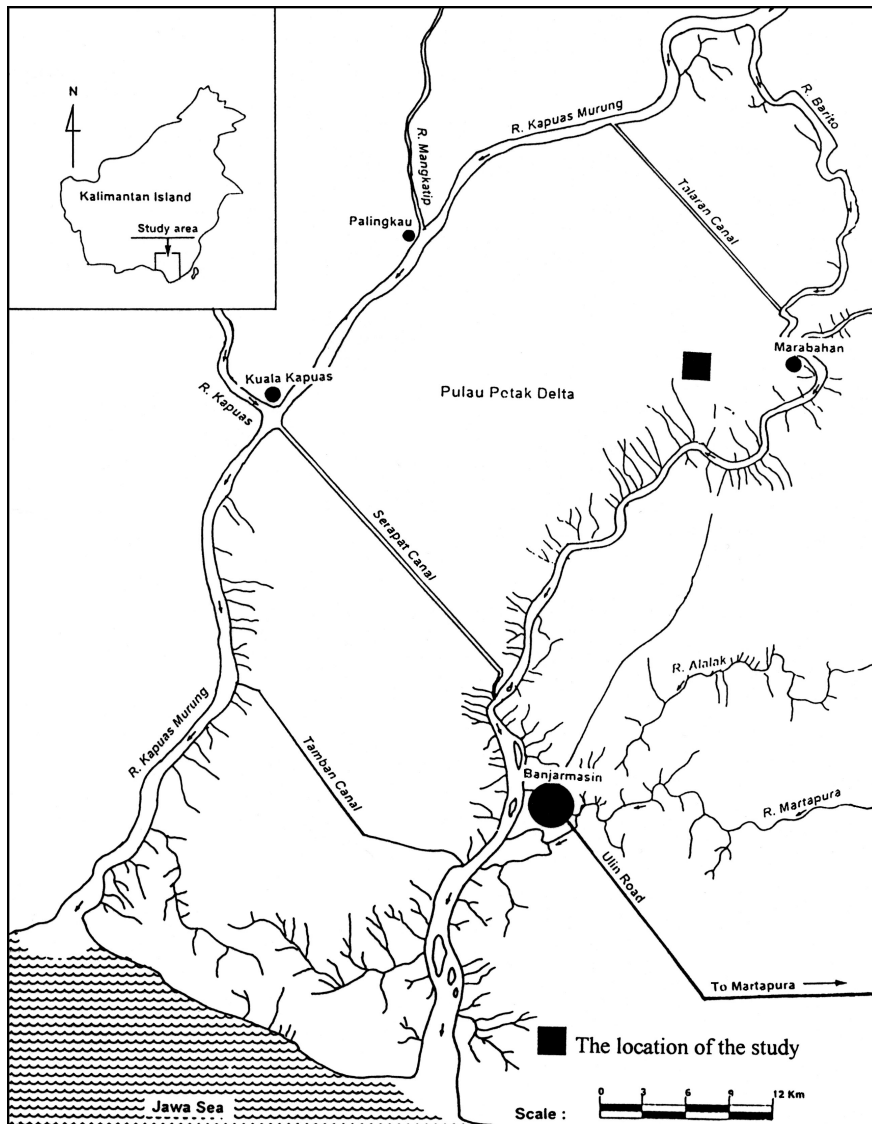 N
Kalimantan Island
Study area
R. Mangkatip
R. Kapuas Murung
R. Barito
Talaran Canal
Palingkau
Marabahan
Kuala Kapuas
R. Kapuas
Pulau Petak Delta
Serapat Canal
R. Alalak
R. Kapuas Murung
Tamban Canal
Banjarmasin
R. Martapura
Ulin Road
To Martapura
The location of the study
Jawa Sea
Scale :
0 3 6 9 12 Km